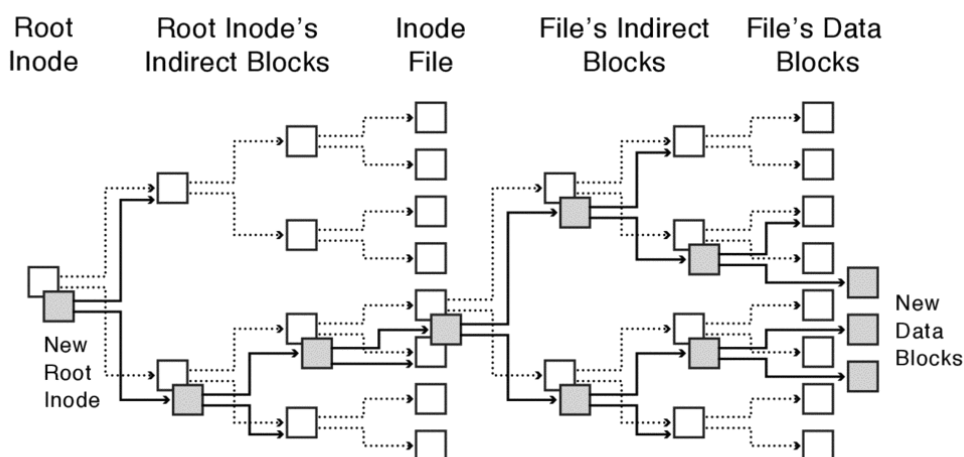 Root
Inode
Root Inode's
Indirect Blocks
Inode
File
File's Indirect
Blocks
File's Data
Blocks
New
Root
Inode
New
Data
Blocks